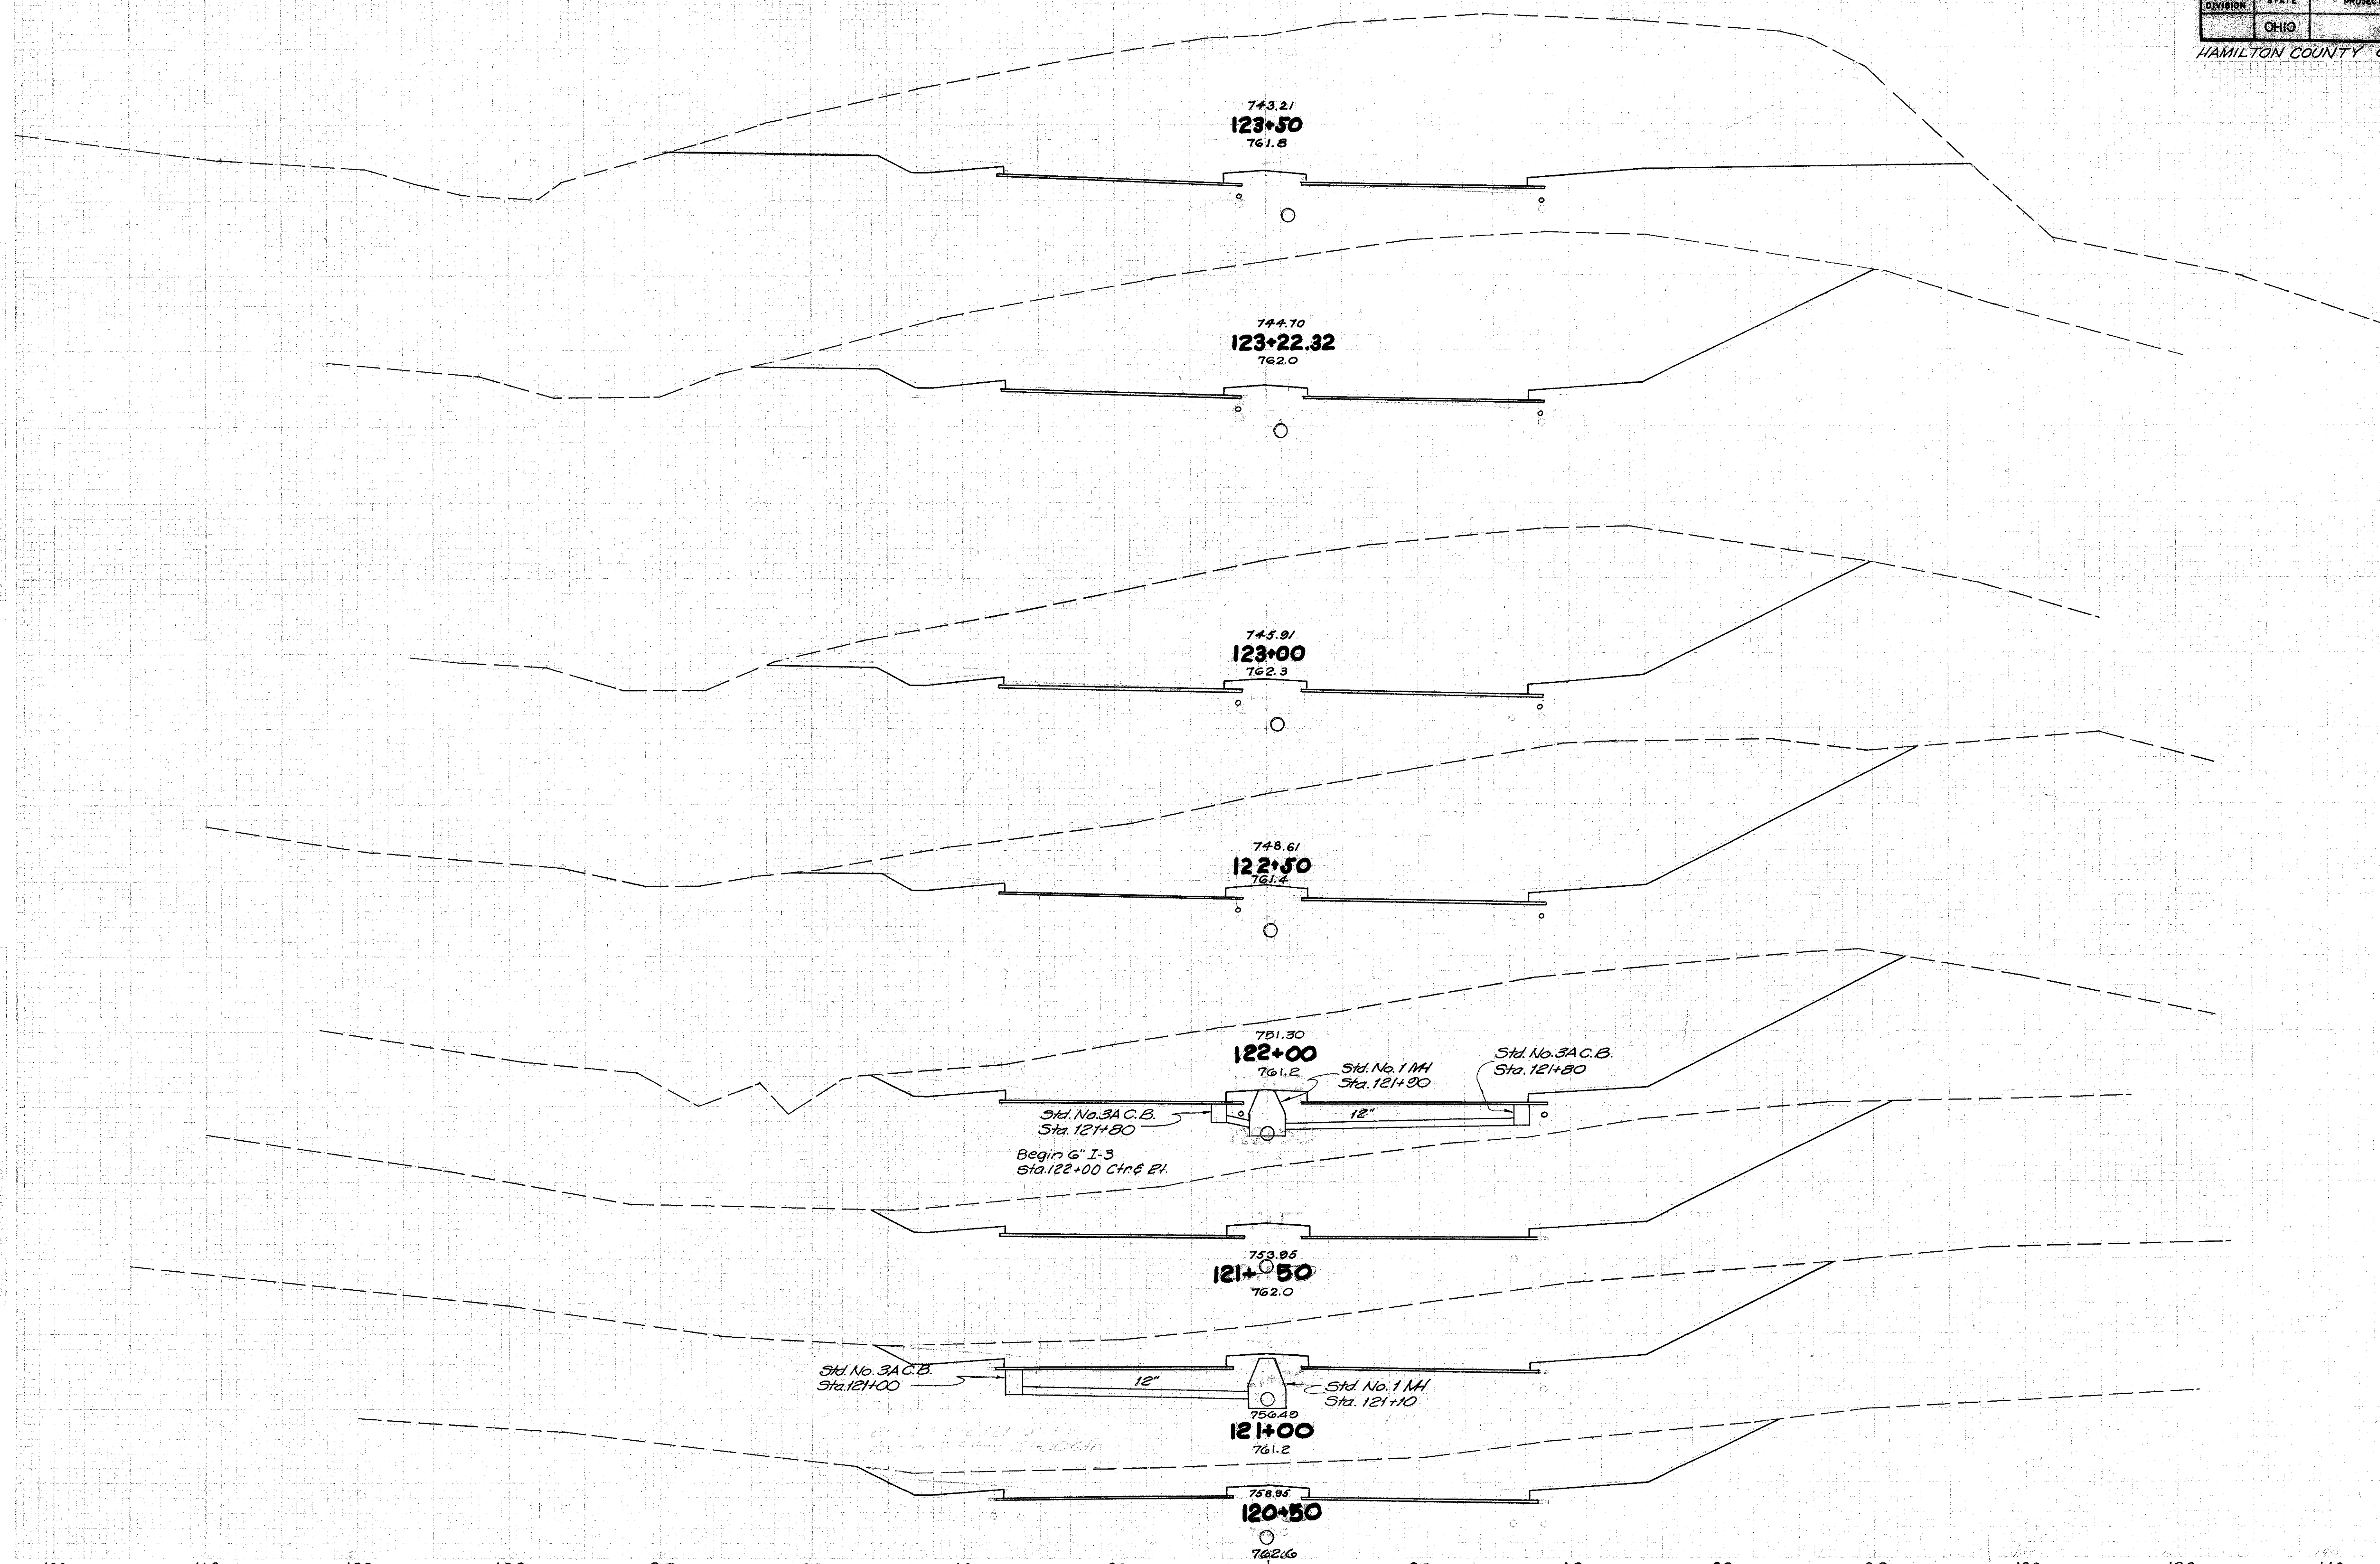 DIVISION STATE PROJECT
OHIO
HAMILTON COUNTY
743.21
123+50
761.8
744.70
123+22.32
762.0
745.91
123+00
762.3
748.61
122+50
761.4
751.30
122+00
761.2
Std. No. 1 MH
Sta. 121+90
Std. No. 3A C.B.
Sta. 121+80
Std. No. 3A C.B.
Sta. 121+80
12"
Begin 6" I-3
Sta. 122+00 Ctr. & Rt.
753.95
121+50
762.0
Std. No. 3A C.B.
Sta. 121+00
12"
Std. No. 1 MH
Sta. 121+10
756.49
121+00
761.2
758.95
120+50
762.6